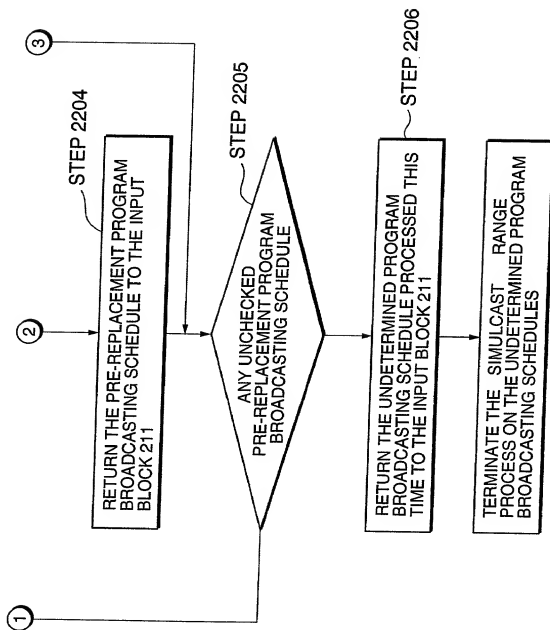 1
2
3
STEP 2204
RETURN THE PRE-REPLACEMENT PROGRAM
BROADCASTING SCHEDULE TO THE INPUT
BLOCK 211
STEP 2205
ANY UNCHECKED
PRE-REPLACEMENT PROGRAM
BROADCASTING SCHEDULE
STEP 2206
RETURN THE UNDETERMINED PROGRAM
BROADCASTING SCHEDULE PROCESSED THIS
TIME TO THE INPUT BLOCK 211
TERMINATE THE SIMULCAST RANGE
PROCESS ON THE UNDETERMINED PROGRAM
BROADCASTING SCHEDULES